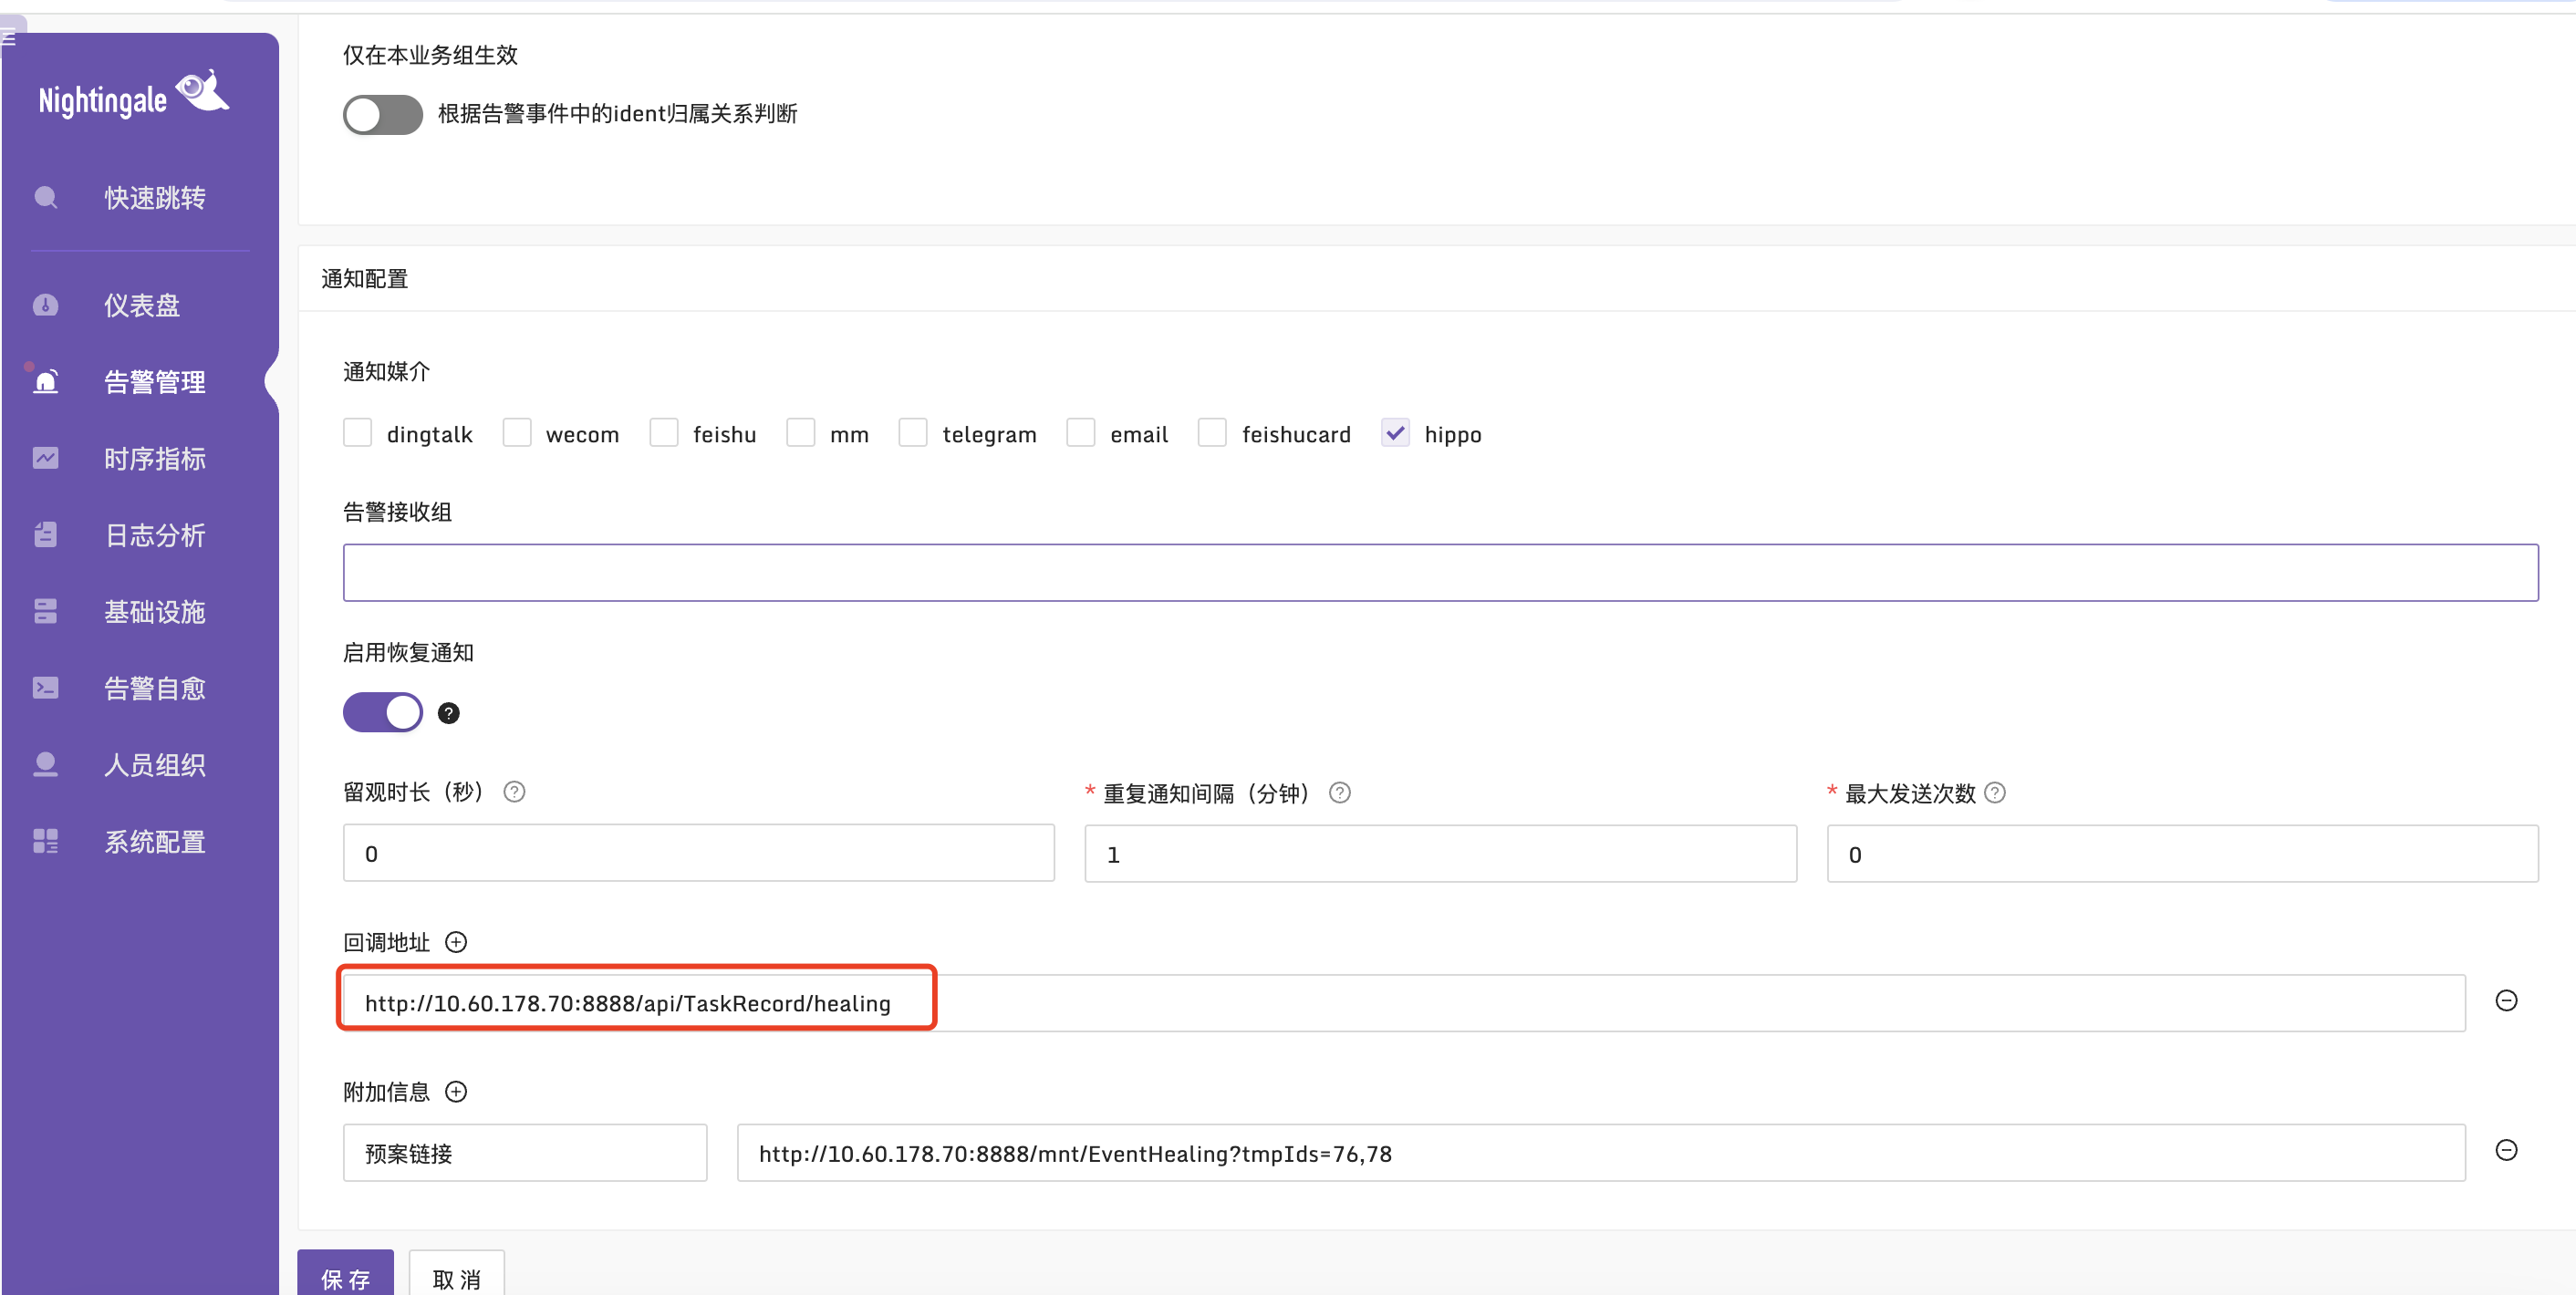 Nightingale
快速跳转
仪表盘
告警管理
时序指标
日志分析
基础设施
告警自愈
人员组织
系统配置
仅在本业务组生效
根据告警事件中的ident归属关系判断
通知配置
通知媒介
dingtalk wecom feishu mm telegram email feishucard hippo
告警接收组
启用恢复通知
留观时长（秒） * 重复通知间隔（分钟） * 最大发送次数
0 1 0
回调地址
http://10.60.178.70:8888/api/TaskRecord/healing
附加信息
预案链接 http://10.60.178.70:8888/mnt/EventHealing?tmpIds=76,78
保存 取消